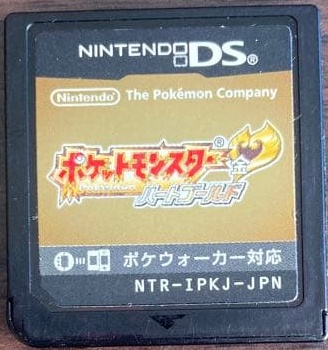 NINTENDO DS®
Nintendo® The Pokémon Company
ポケットモンスター® 金
ハートゴールド
ポケウォーカー対応
NTR-IPKJ-JPN